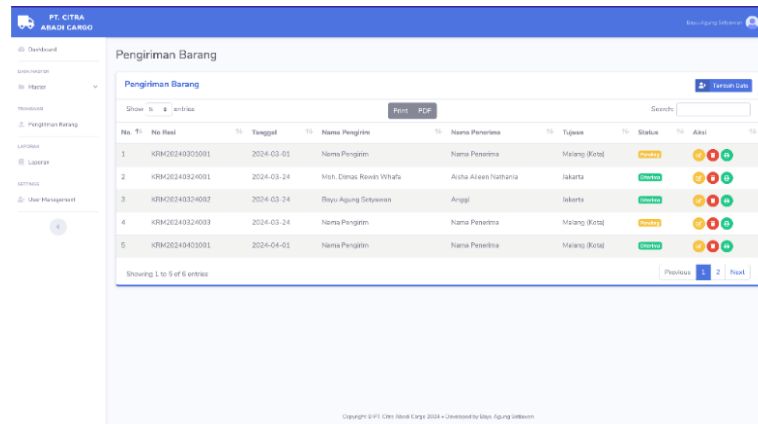 PT. CITRA
ABADI CARGO
Bayu Agung Setiyawan
Dashboard
DATA MASTER
Master
TRANSAKSI
Pengiriman Barang
LAPORAN
Laporan
SETTINGS
User Management
Pengiriman Barang
Pengiriman Barang
Tambah Data
Show 5 entries
Print PDF
Search:
No. No Resi Tanggal Nama Pengirim Nama Penerima Tujuan Status Aksi
1 KRM20240301001 2024-03-01 Nama Pengirim Nama Penerima Malang (Kota) Pending
2 KRM20240324001 2024-03-24 Moh. Dimas Rewin Whafa Aisha Aileen Nathania Jakarta Diterima
3 KRM20240324002 2024-03-24 Bayu Agung Setyawan Anggi Jakarta Diterima
4 KRM20240324003 2024-03-24 Nama Pengirim Nama Penerima Malang (Kota) Pending
5 KRM20240401001 2024-04-01 Nama Pengirim Nama Penerima Malang (Kota) Diterima
Showing 1 to 5 of 6 entries
Previous 1 2 Next
Copyright © PT. Citra Abadi Cargo 2024 • Developed by Bayu Agung Setiyawan